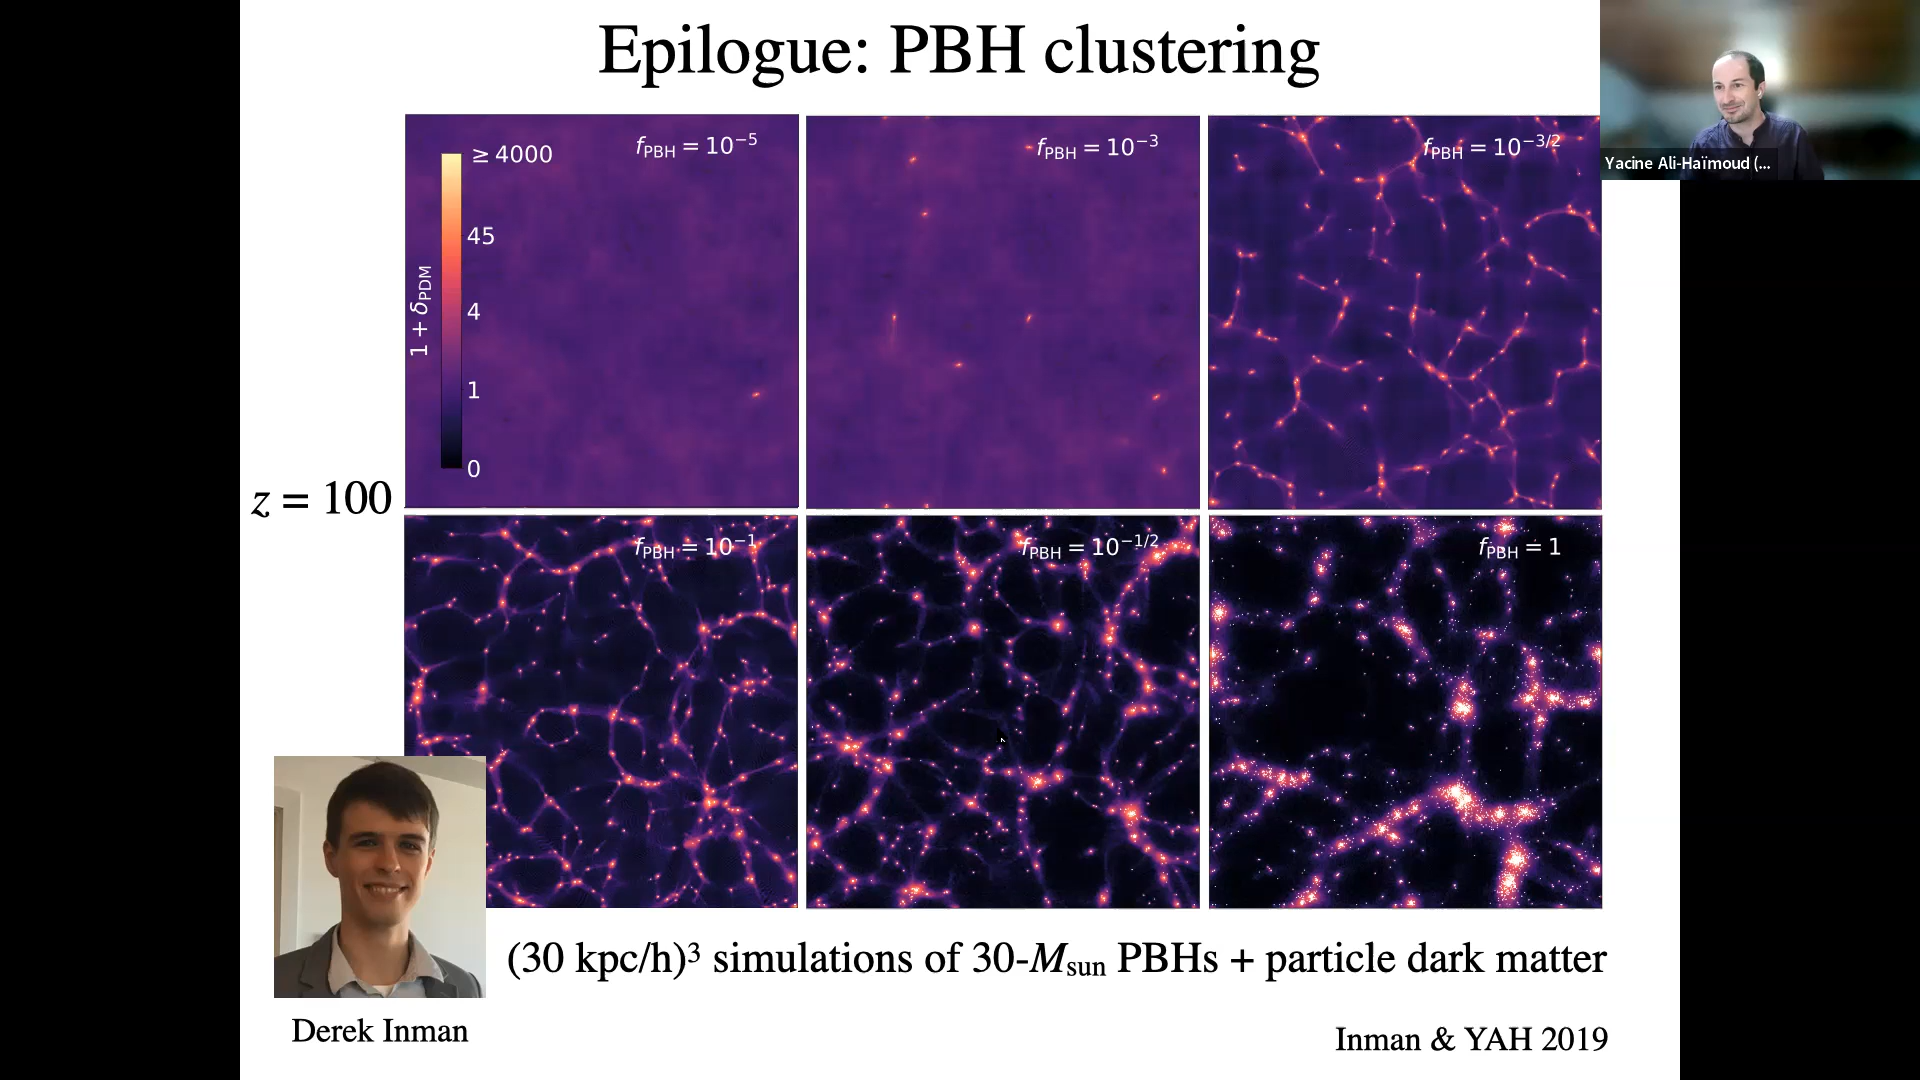 Epilogue: PBH clustering
Yacine Ali-Haïmoud (...
f_PBH = 10^−5
≥ 4000
45
4
1
0
1 + δ_PDM
f_PBH = 10^−3
f_PBH = 10^−3/2
z = 100
f_PBH = 10^−1
f_PBH = 10^−1/2
f_PBH = 1
(30 kpc/h)³ simulations of 30-M_sun PBHs + particle dark matter
Derek Inman
Inman & YAH 2019